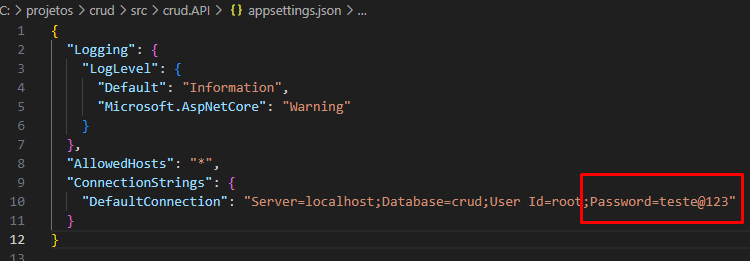 C: > projetos > crud > src > crud.API > {} appsettings.json > ...
1 {
2 "Logging": {
3 "LogLevel": {
4 "Default": "Information",
5 "Microsoft.AspNetCore": "Warning"
6 }
7 },
8 "AllowedHosts": "*",
9 "ConnectionStrings": {
10 "DefaultConnection": "Server=localhost;Database=crud;User Id=root;Password=teste@123"
11 }
12 }
13